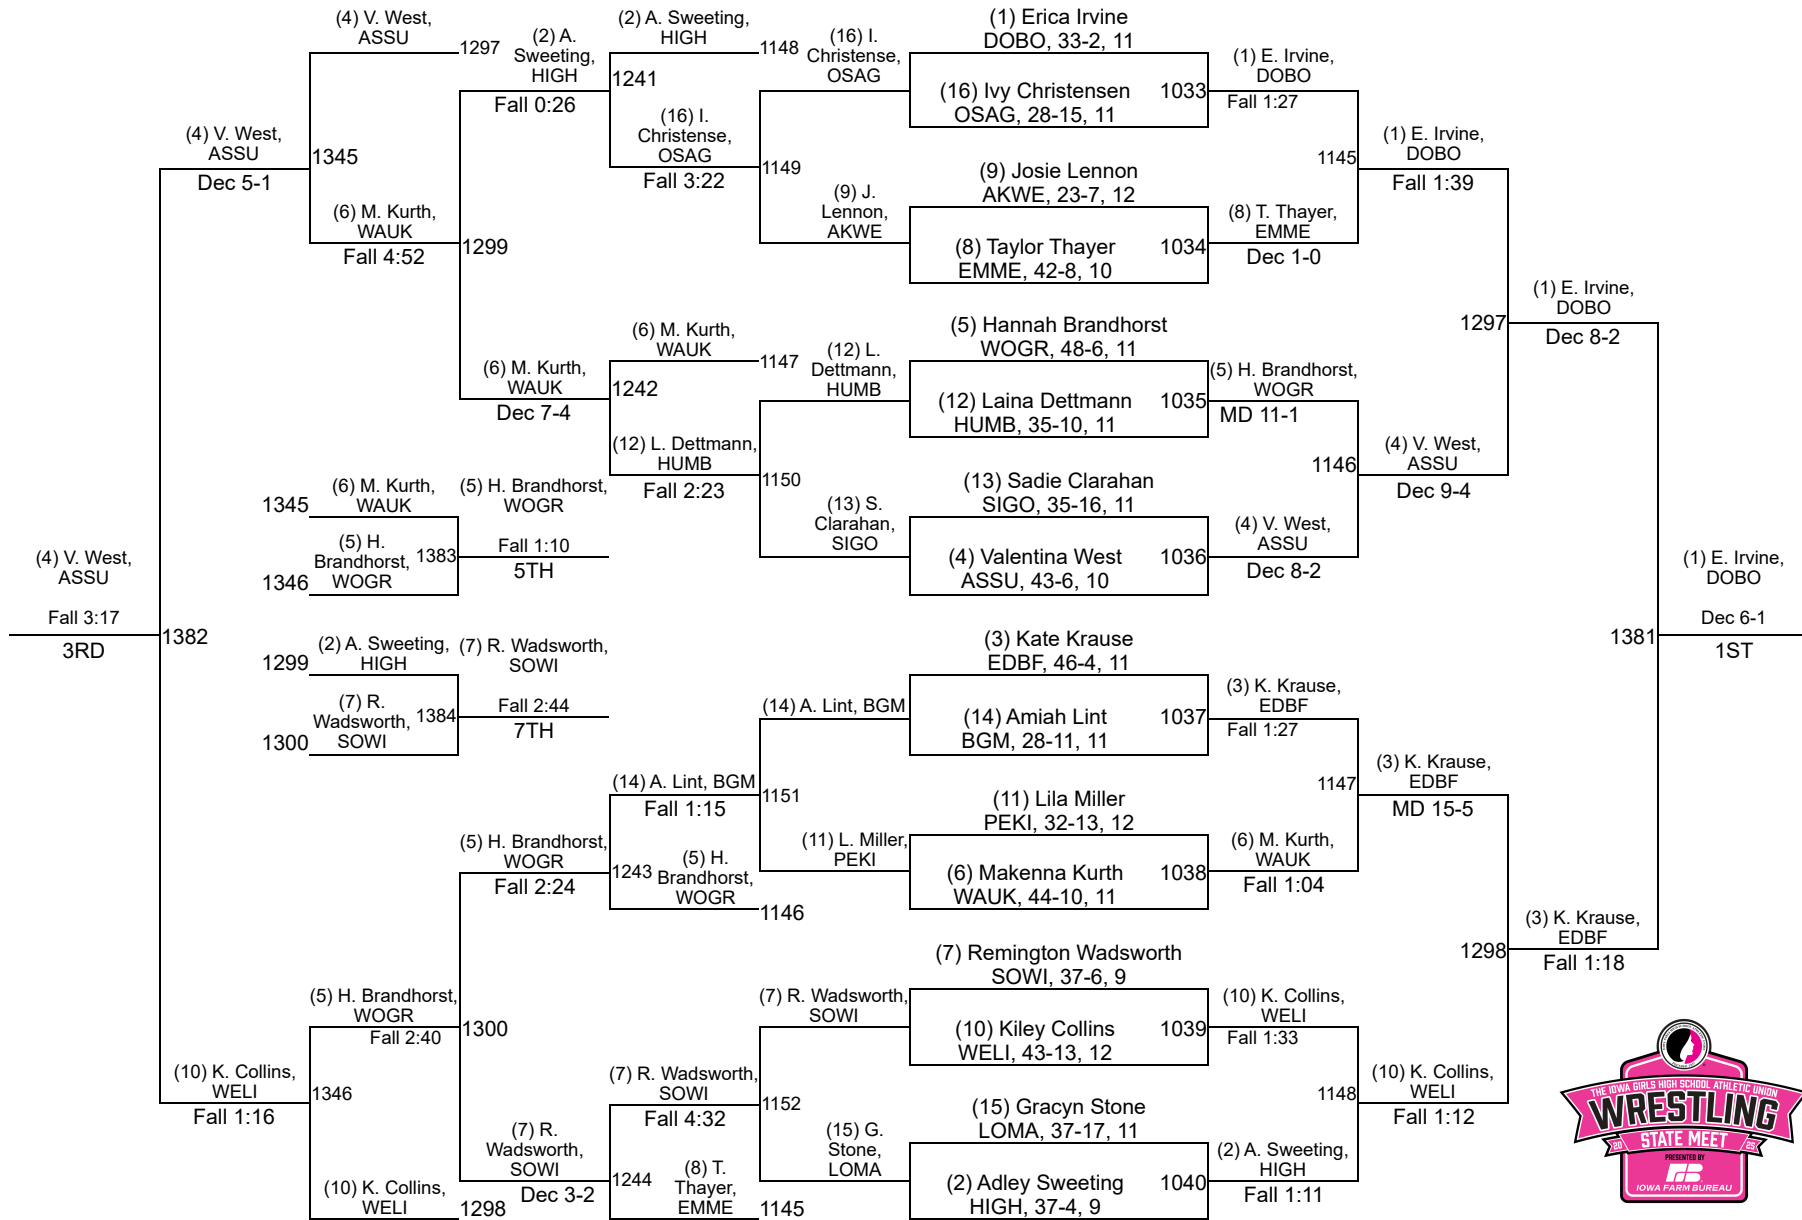 (4) V. West,
ASSU
1297
(2) A.
Sweeting,
HIGH
Fall 0:26
(2) A. Sweeting,
HIGH
1148
1241
(16) I.
Christense,
OSAG
Fall 3:22
(16) I.
Christense,
OSAG
1149
(9) J.
Lennon,
AKWE
(4) V. West,
ASSU
Dec 5-1
1345
(6) M. Kurth,
WAUK
Fall 4:52
1299
(1) Erica Irvine
DOBO, 33-2, 11
(16) Ivy Christensen
OSAG, 28-15, 11
1033
(1) E. Irvine,
DOBO
Fall 1:27
(9) Josie Lennon
AKWE, 23-7, 12
(8) Taylor Thayer
EMME, 42-8, 10
1034
(8) T. Thayer,
EMME
Dec 1-0
1145
(1) E. Irvine,
DOBO
Fall 1:39
(6) M. Kurth,
WAUK
1147
(6) M. Kurth,
WAUK
Dec 7-4
1242
(12) L. Dettmann,
HUMB
Fall 2:23
(12) L.
Dettmann,
HUMB
1150
(13) S.
Clarahan,
SIGO
(5) Hannah Brandhorst
WOGR, 48-6, 11
(12) Laina Dettmann
HUMB, 35-10, 11
1035
(5) H. Brandhorst,
WOGR
MD 11-1
(13) Sadie Clarahan
SIGO, 35-16, 11
(4) Valentina West
ASSU, 43-6, 10
1036
(4) V. West,
ASSU
Dec 8-2
1146
(4) V. West,
ASSU
Dec 9-4
1297
(1) E. Irvine,
DOBO
Dec 8-2
1345
(6) M. Kurth,
WAUK
(5) H.
Brandhorst,
WOGR
1346
1383
(5) H. Brandhorst,
WOGR
Fall 1:10
5TH
(4) V. West,
ASSU
Fall 3:17
3RD
1382
1299
(2) A. Sweeting,
HIGH
(7) R.
Wadsworth,
SOWI
1300
1384
(7) R. Wadsworth,
SOWI
Fall 2:44
7TH
(1) E. Irvine,
DOBO
Dec 6-1
1ST
1381
(3) Kate Krause
EDBF, 46-4, 11
(14) Amiah Lint
BGM, 28-11, 11
1037
(3) K. Krause,
EDBF
Fall 1:27
(14) A. Lint, BGM
(14) A. Lint, BGM
Fall 1:15
1151
(11) L. Miller,
PEKI
(11) Lila Miller
PEKI, 32-13, 12
(6) Makenna Kurth
WAUK, 44-10, 11
1038
(6) M. Kurth,
WAUK
Fall 1:04
1147
(3) K. Krause,
EDBF
MD 15-5
(5) H. Brandhorst,
WOGR
Fall 2:24
1243
(5) H.
Brandhorst,
WOGR
1146
1298
(3) K. Krause,
EDBF
Fall 1:18
(7) Remington Wadsworth
SOWI, 37-6, 9
(10) Kiley Collins
WELI, 43-13, 12
1039
(10) K. Collins,
WELI
Fall 1:33
(7) R. Wadsworth,
SOWI
(5) H. Brandhorst,
WOGR
Fall 2:40
1300
(10) K. Collins,
WELI
Fall 1:16
1346
(7) R. Wadsworth,
SOWI
Fall 4:32
1152
(15) G.
Stone,
LOMA
(15) Gracyn Stone
LOMA, 37-17, 11
(2) Adley Sweeting
HIGH, 37-4, 9
1040
(2) A. Sweeting,
HIGH
Fall 1:11
1148
(10) K. Collins,
WELI
Fall 1:12
(7) R.
Wadsworth,
SOWI
Dec 3-2
1244
(8) T.
Thayer,
EMME
1145
(10) K. Collins,
WELI
1298
THE IOWA GIRLS HIGH SCHOOL ATHLETIC UNION
WRESTLING
20 STATE MEET 25
PRESENTED BY
FB
IOWA FARM BUREAU